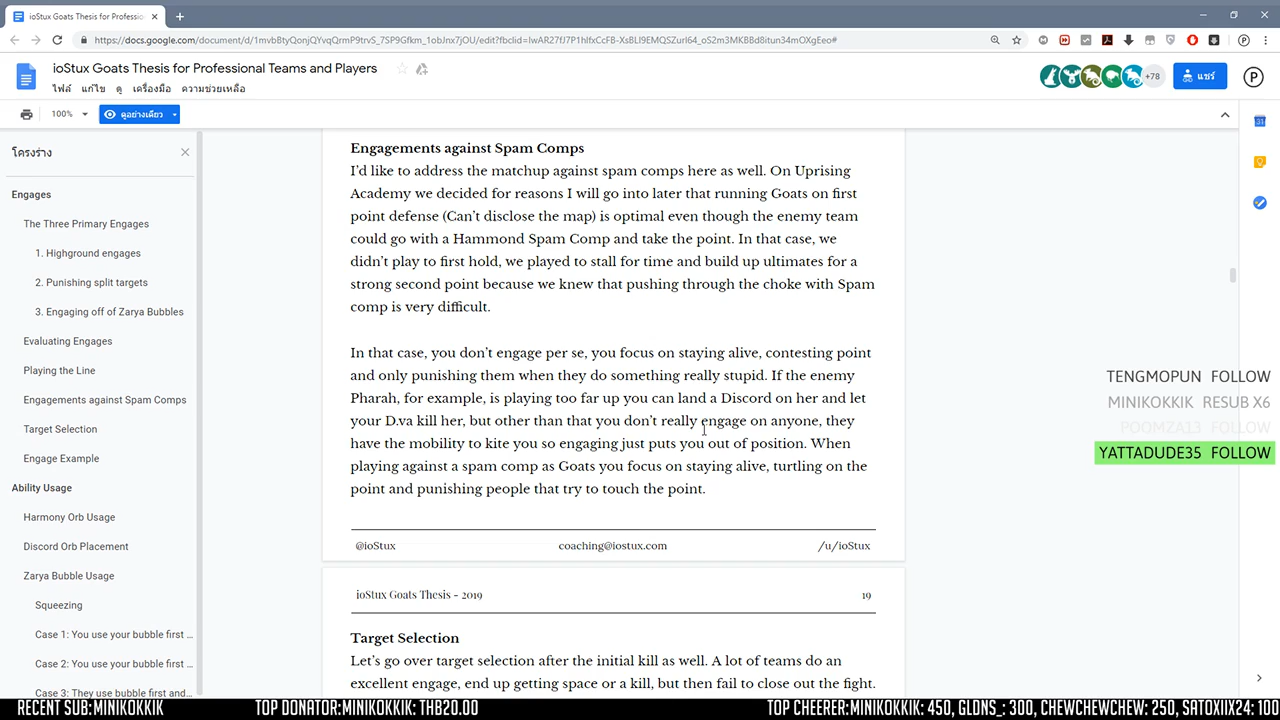 ioStux Goats Thesis for Professio
https://docs.google.com/document/d/1mvbBtyQonjQYvqQrmP9trvS_7SP9Gfkm_1obJnx7jOU/edit?fbclid=IwAR27fJ7P1hlfxCcFB-XsBLl9EMQSZurl64_oS2m3MKBBd8itun34mOXgEeo#
ioStux Goats Thesis for Professional Teams and Players
ไฟล์ แก้ไข ดู เครื่องมือ ความช่วยเหลือ
+78
แชร์
P
100%
ดูอย่างเดียว
โครงร่าง
Engages
The Three Primary Engages
1. Highground engages
2. Punishing split targets
3. Engaging off of Zarya Bubbles
Evaluating Engages
Playing the Line
Engagements against Spam Comps
Target Selection
Engage Example
Ability Usage
Harmony Orb Usage
Discord Orb Placement
Zarya Bubble Usage
Squeezing
Case 1: You use your bubble first ...
Case 2: You use your bubble first ...
Case 3: They use bubble first and...
Engagements against Spam Comps
I'd like to address the matchup against spam comps here as well. On Uprising
Academy we decided for reasons I will go into later that running Goats on first
point defense (Can't disclose the map) is optimal even though the enemy team
could go with a Hammond Spam Comp and take the point. In that case, we
didn't play to first hold, we played to stall for time and build up ultimates for a
strong second point because we knew that pushing through the choke with Spam
comp is very difficult.
In that case, you don't engage per se, you focus on staying alive, contesting point
and only punishing them when they do something really stupid. If the enemy
Pharah, for example, is playing too far up you can land a Discord on her and let
your D.va kill her, but other than that you don't really engage on anyone, they
have the mobility to kite you so engaging just puts you out of position. When
playing against a spam comp as Goats you focus on staying alive, turtling on the
point and punishing people that try to touch the point.
@ioStux coaching@iostux.com /u/ioStux
ioStux Goats Thesis - 2019 19
Target Selection
Let's go over target selection after the initial kill as well. A lot of teams do an
excellent engage, end up getting space or a kill, but then fail to close out the fight.
TENGMOPUN FOLLOW
MINIKOKKIK RESUB X6
POOMZA13 FOLLOW
YATTADUDE35 FOLLOW
RECENT SUB:MINIKOKKIK TOP DONATOR:MINIKOKKIK: THB20.00 TOP CHEERER:MINIKOKKIK: 450, GLDNS_: 300, CHEWCHEWCHEW: 250, SATOXIIX24: 100